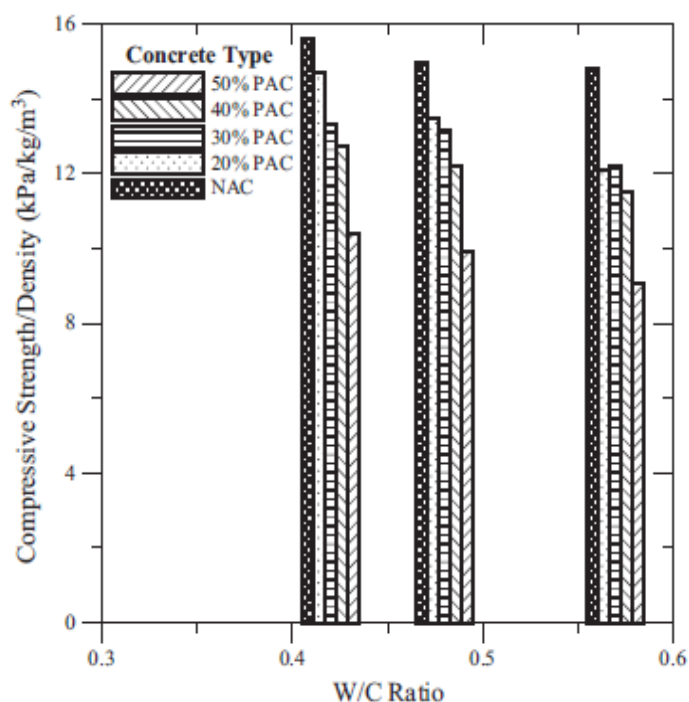 16
12
8
4
0
Compressive Strength/Density (kPa/kg/m³)
Concrete Type
50% PAC
40% PAC
30% PAC
20% PAC
NAC
0.3
0.4
0.5
0.6
W/C Ratio